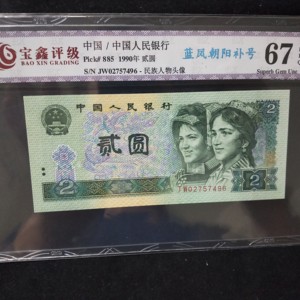 宝鑫评级
BAO XIN GRADING
中国 / 中国人民银行
Pick# 885 1990年 贰圆
S/N JW02757496 - 民族人物头像
蓝凤朝阳补号
67
Superb Gem Unc
中国人民银行
贰圆
2
2
JW02757496